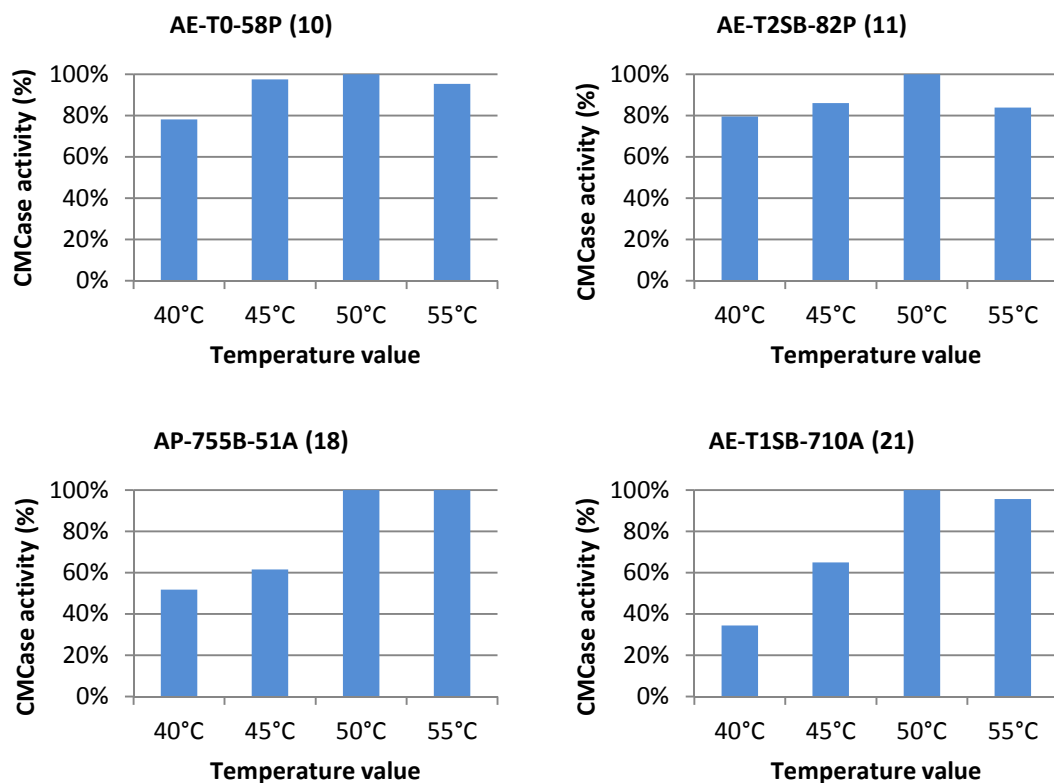 AE-T0-58P (10)
CMCase activity (%)
100%
80%
60%
40%
20%
0%
40°C 45°C 50°C 55°C
Temperature value
AE-T2SB-82P (11)
CMCase activity (%)
100%
80%
60%
40%
20%
0%
40°C 45°C 50°C 55°C
Temperature value
AP-755B-51A (18)
CMCase activity (%)
100%
80%
60%
40%
20%
0%
40°C 45°C 50°C 55°C
Temperature value
AE-T1SB-710A (21)
CMCase activity (%)
100%
80%
60%
40%
20%
0%
40°C 45°C 50°C 55°C
Temperature value